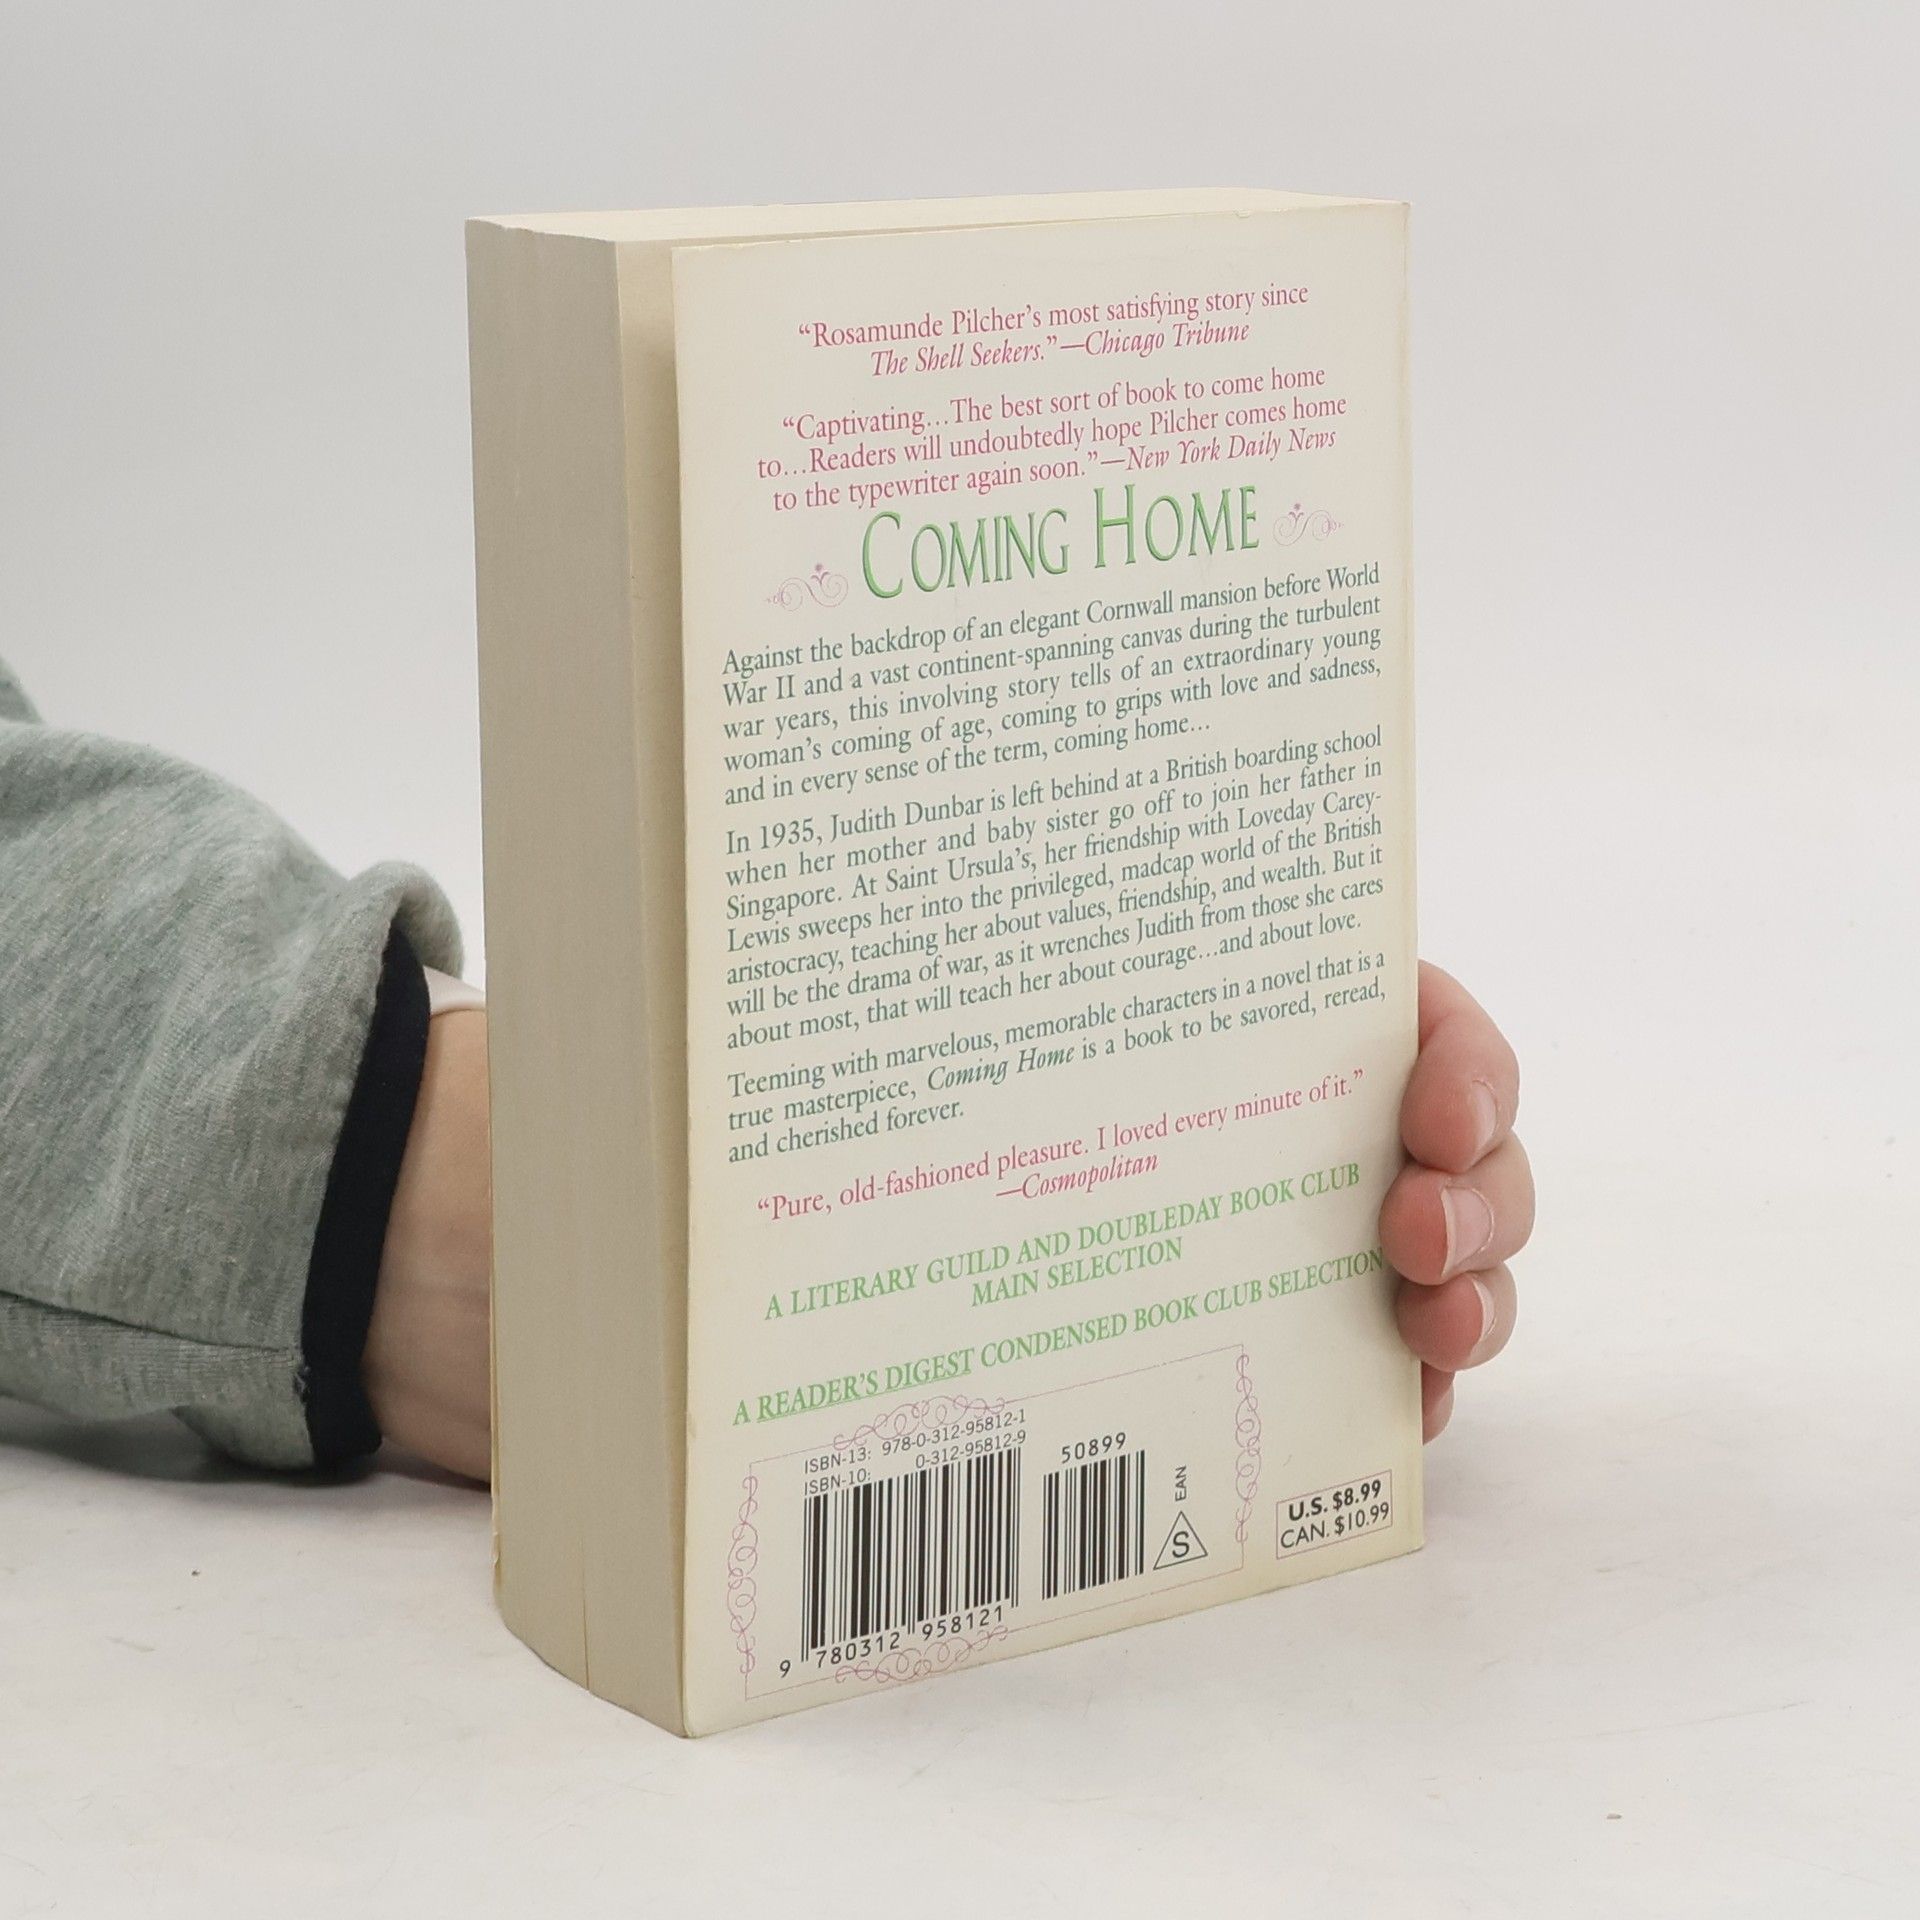 “Rosamunde Pilcher’s most satisfying story since
The Shell Seekers.”—Chicago Tribune
“Captivating…The best sort of book to come home
to…Readers will undoubtedly hope Pilcher comes home
to the typewriter again soon.”—New York Daily News
COMING HOME
Against the backdrop of an elegant Cornwall mansion before World
War II and a vast continent-spanning canvas during the turbulent
war years, this involving story tells of an extraordinary young
woman’s coming of age, coming to grips with love and sadness,
and in every sense of the term, coming home…
In 1935, Judith Dunbar is left behind at a British boarding school
when her mother and baby sister go off to join her father in
Singapore. At Saint Ursula’s, her friendship with Loveday Carey-
Lewis sweeps her into the privileged, madcap world of the British
aristocracy, teaching her about values, friendship, and wealth. But it
will be the drama of war, as it wrenches Judith from those she cares
about most, that will teach her about courage…and about love.
Teeming with marvelous, memorable characters in a novel that is a
true masterpiece, Coming Home is a book to be savored, reread,
and cherished forever.
“Pure, old-fashioned pleasure. I loved every minute of it.”
—Cosmopolitan
A LITERARY GUILD AND DOUBLEDAY BOOK CLUB
MAIN SELECTION
A READER’S DIGEST CONDENSED BOOK CLUB SELECTION
ISBN-13: 978-0-312-95812-1
ISBN-10: 0-312-95812-9
50899
EAN
S
9 780312 958121
U.S. $8.99
CAN. $10.99